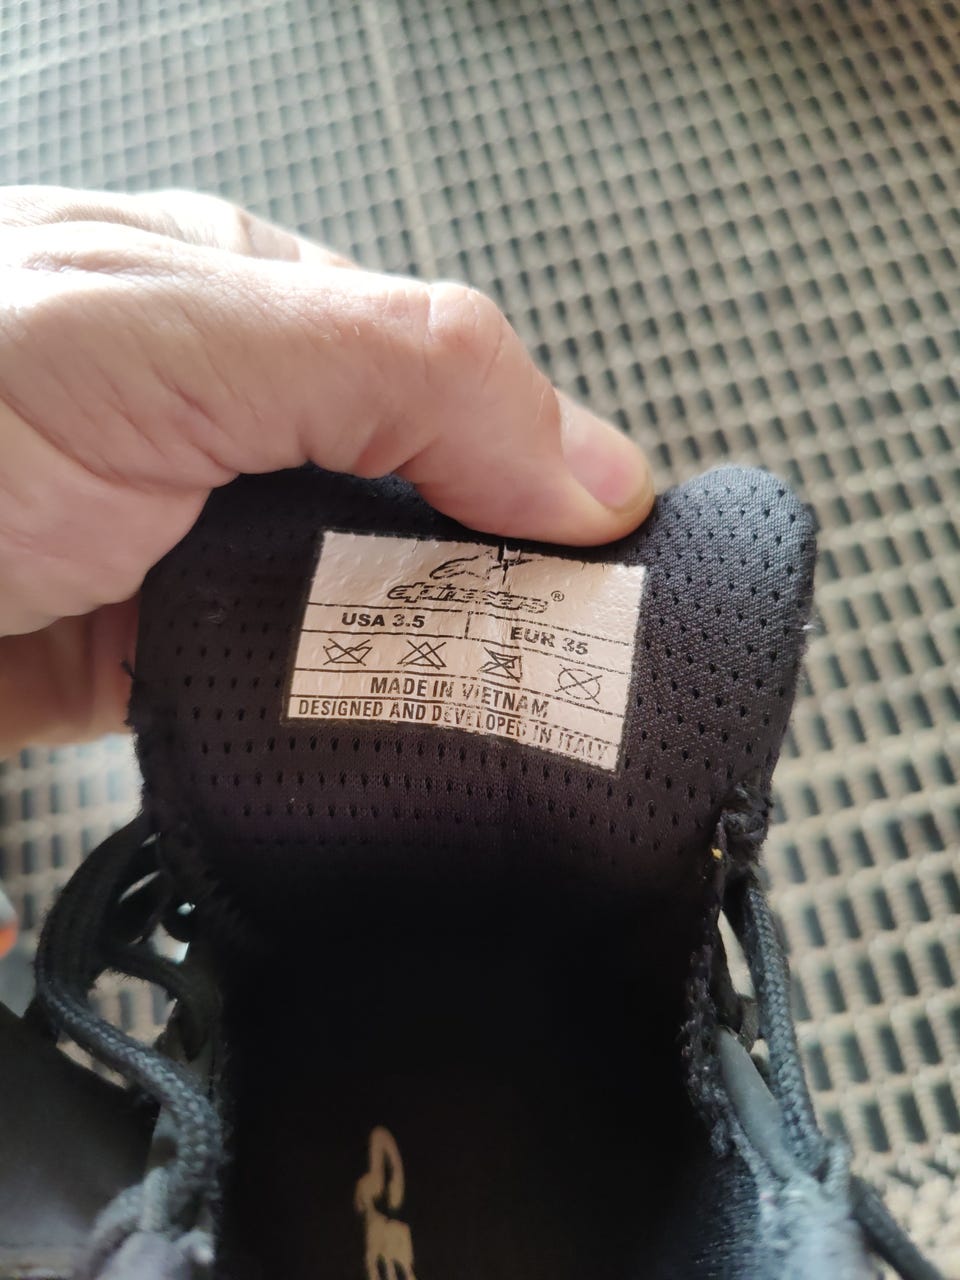 alpinestars®
USA 3.5 EUR 35
MADE IN VIETNAM
DESIGNED AND DEVELOPED IN ITALY